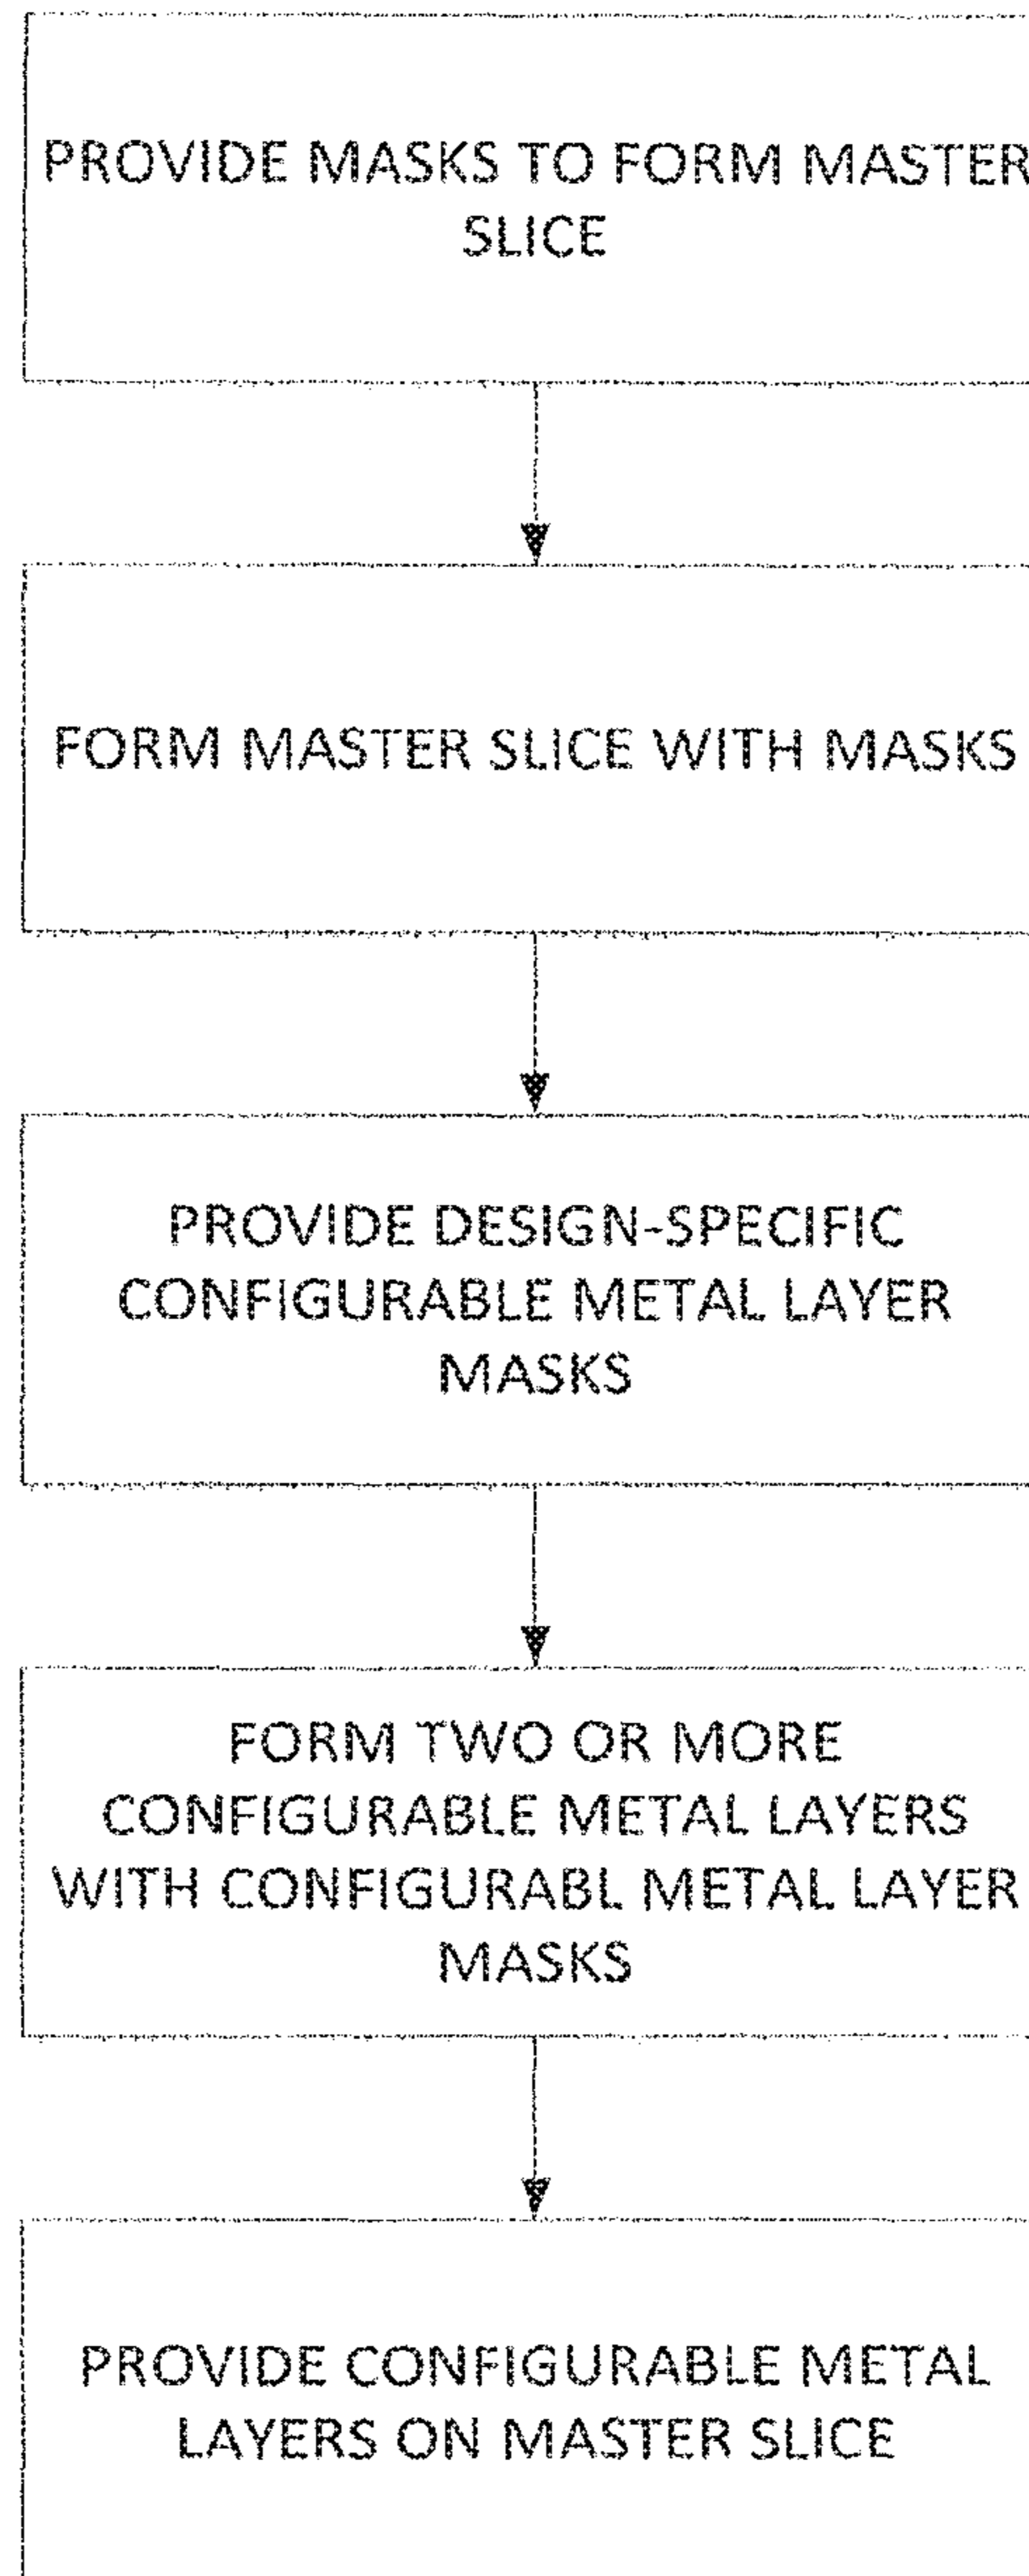 PROVIDE MASKS TO FORM MASTER
SLICE
FORM MASTER SLICE WITH MASKS
PROVIDE DESIGN-SPECIFIC
CONFIGURABLE METAL LAYER
MASKS
FORM TWO OR MORE
CONFIGURABLE METAL LAYERS
WITH CONFIGURABL METAL LAYER
MASKS
PROVIDE CONFIGURABLE METAL
LAYERS ON MASTER SLICE